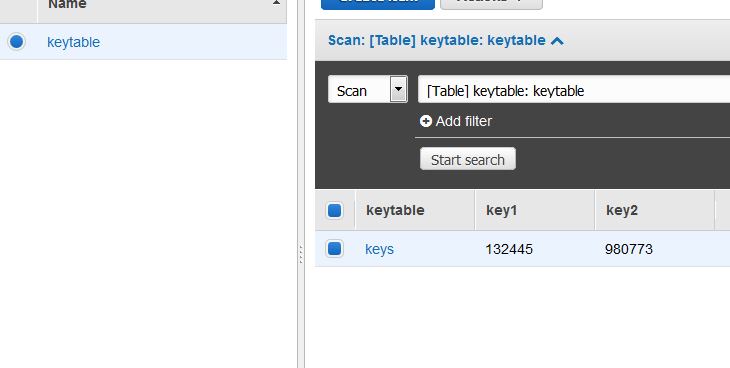 Name
keytable
Scan: [Table] keytable: keytable
Scan
[Table] keytable: keytable
Add filter
Start search
keytable key1 key2
keys 132445 980773